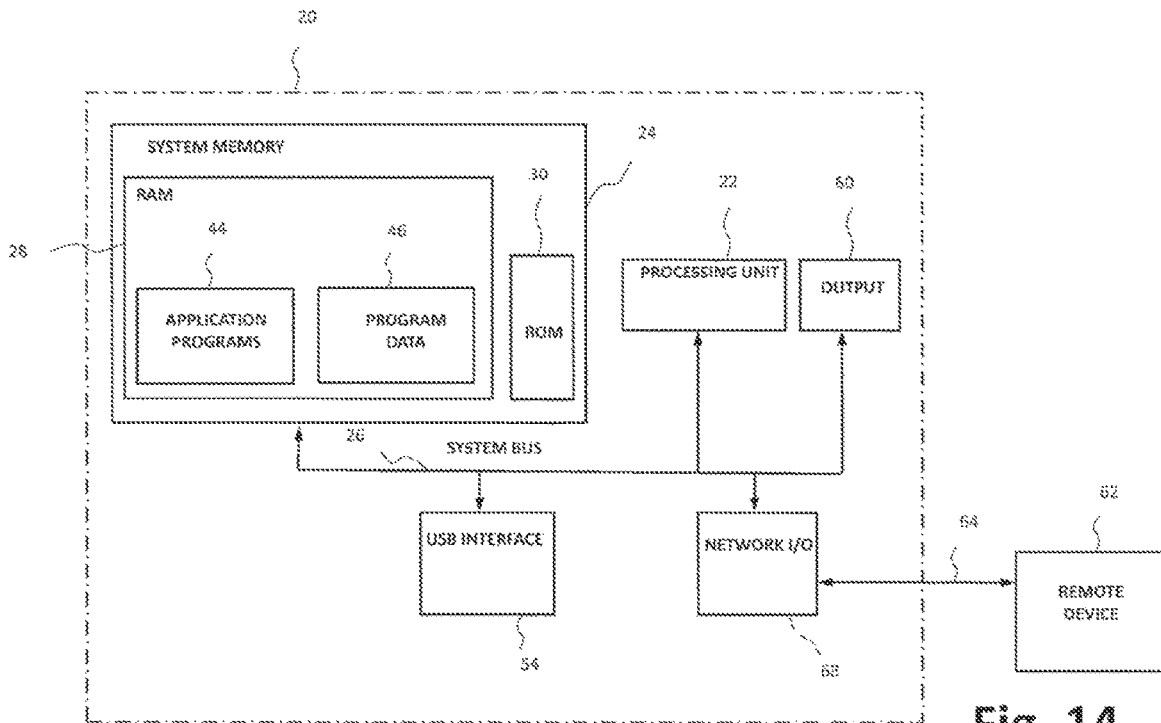 20
SYSTEM MEMORY
24
RAM
30
22
60
28
44
46
PROCESSING UNIT
OUTPUT
APPLICATION
PROGRAMS
PROGRAM
DATA
ROM
26
SYSTEM BUS
USB INTERFACE
NETWORK I/O
62
64
REMOTE
DEVICE
54
68
Fig. 14